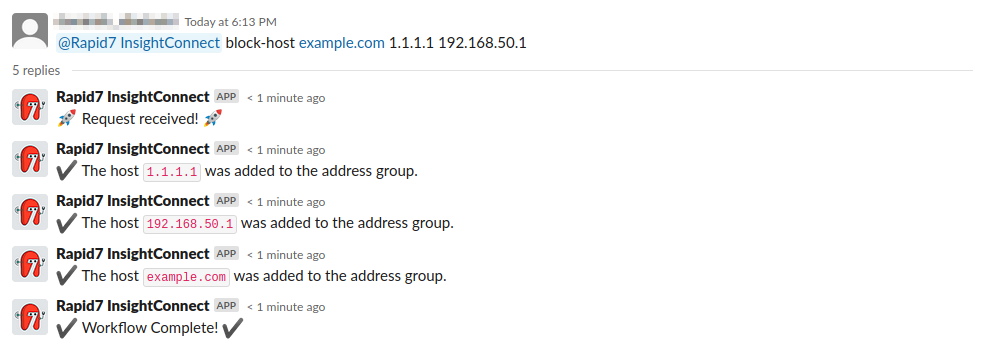 Today at 6:13 PM
@Rapid7 InsightConnect block-host example.com 1.1.1.1 192.168.50.1
5 replies
Rapid7 InsightConnect APP < 1 minute ago
Request received!
Rapid7 InsightConnect APP < 1 minute ago
The host 1.1.1.1 was added to the address group.
Rapid7 InsightConnect APP < 1 minute ago
The host 192.168.50.1 was added to the address group.
Rapid7 InsightConnect APP < 1 minute ago
The host example.com was added to the address group.
Rapid7 InsightConnect APP < 1 minute ago
Workflow Complete!